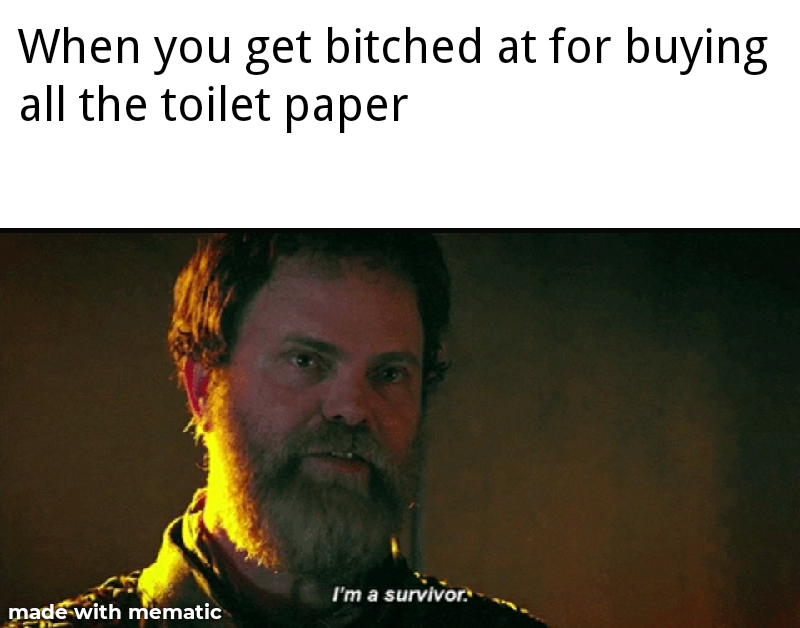 When you get bitched at for buying
all the toilet paper
I'm a survivor.
made with mematic